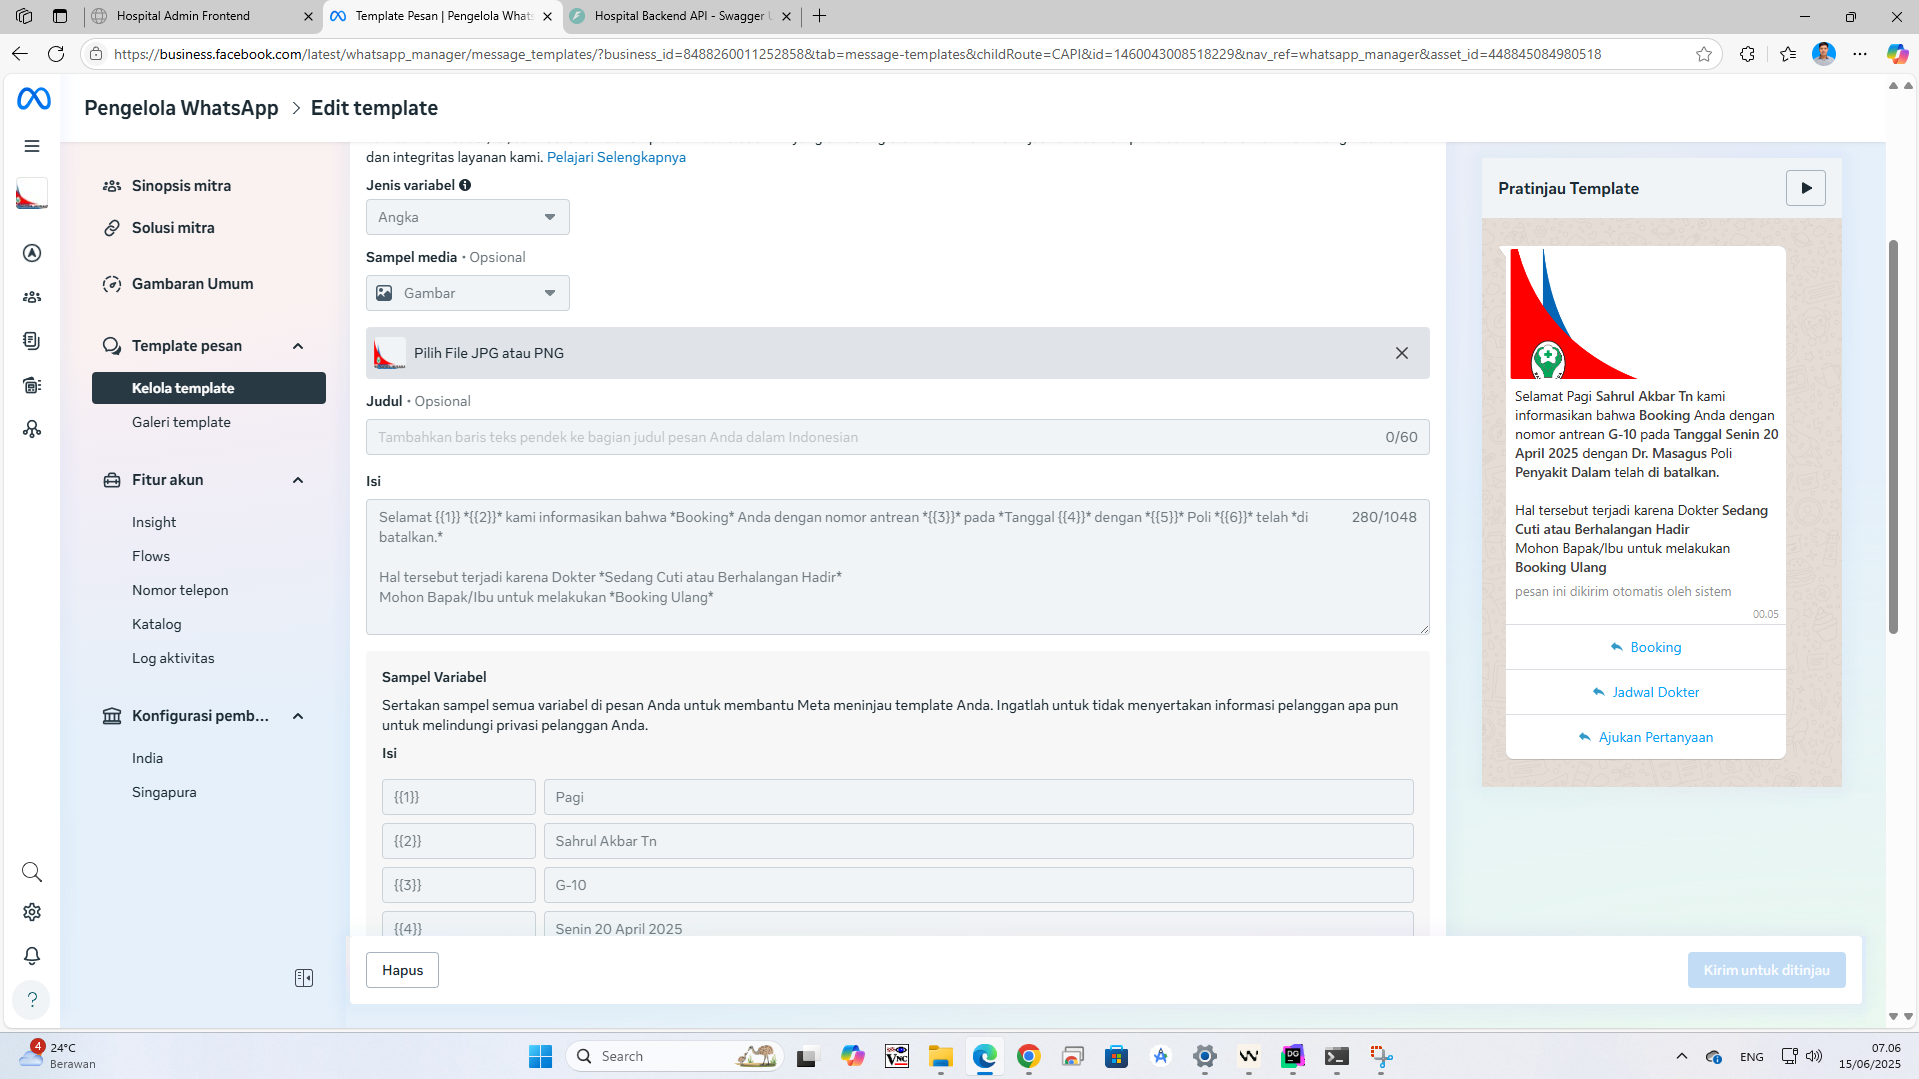 Hospital Admin Frontend
Template Pesan | Pengelola Whats
Hospital Backend API - Swagger
https://business.facebook.com/latest/whatsapp_manager/message_templates/?business_id=8488260011252858&tab=message-templates&childRoute=CAPI&id=1460043008518229&nav_ref=whatsapp_manager&asset_id=448845084980518
Pengelola WhatsApp > Edit template
Sinopsis mitra
Solusi mitra
Gambaran Umum
Template pesan
Kelola template
Galeri template
Fitur akun
Insight
Flows
Nomor telepon
Katalog
Log aktivitas
Konfigurasi pemb...
India
Singapura
dan integritas layanan kami. Pelajari Selengkapnya
Jenis variabel
Angka
Sampel media • Opsional
Gambar
Pilih File JPG atau PNG
Judul • Opsional
Tambahkan baris teks pendek ke bagian judul pesan Anda dalam Indonesian
0/60
Isi
Selamat {{1}} *{{2}}* kami informasikan bahwa *Booking* Anda dengan nomor antrean *{{3}}* pada *Tanggal {{4}}* dengan *{{5}}* Poli *{{6}}* telah *di
batalkan.*
280/1048
Hal tersebut terjadi karena Dokter *Sedang Cuti atau Berhalangan Hadir*
Mohon Bapak/Ibu untuk melakukan *Booking Ulang*
Sampel Variabel
Sertakan sampel semua variabel di pesan Anda untuk membantu Meta meninjau template Anda. Ingatlah untuk tidak menyertakan informasi pelanggan apa pun
untuk melindungi privasi pelanggan Anda.
Isi
{{1}} Pagi
{{2}} Sahrul Akbar Tn
{{3}} G-10
{{4}} Senin 20 April 2025
Hapus
Kirim untuk ditinjau
Pratinjau Template
Selamat Pagi Sahrul Akbar Tn kami
informasikan bahwa Booking Anda dengan
nomor antrean G-10 pada Tanggal Senin 20
April 2025 dengan Dr. Masagus Poli
Penyakit Dalam telah di batalkan.
Hal tersebut terjadi karena Dokter Sedang
Cuti atau Berhalangan Hadir
Mohon Bapak/Ibu untuk melakukan
Booking Ulang
pesan ini dikirim otomatis oleh sistem
00.05
Booking
Jadwal Dokter
Ajukan Pertanyaan
4
24°C
Berawan
Search
VNC
DG
ENG
07.06
15/06/2025